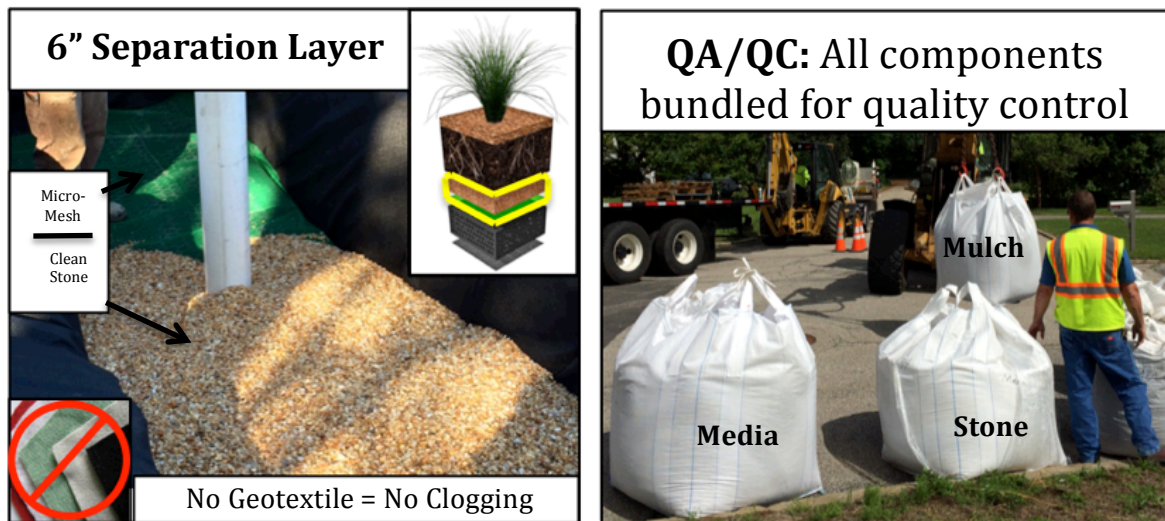 6” Separation Layer
Micro-
Mesh
Clean
Stone
No Geotextile = No Clogging
QA/QC: All components
bundled for quality control
Mulch
Media
Stone